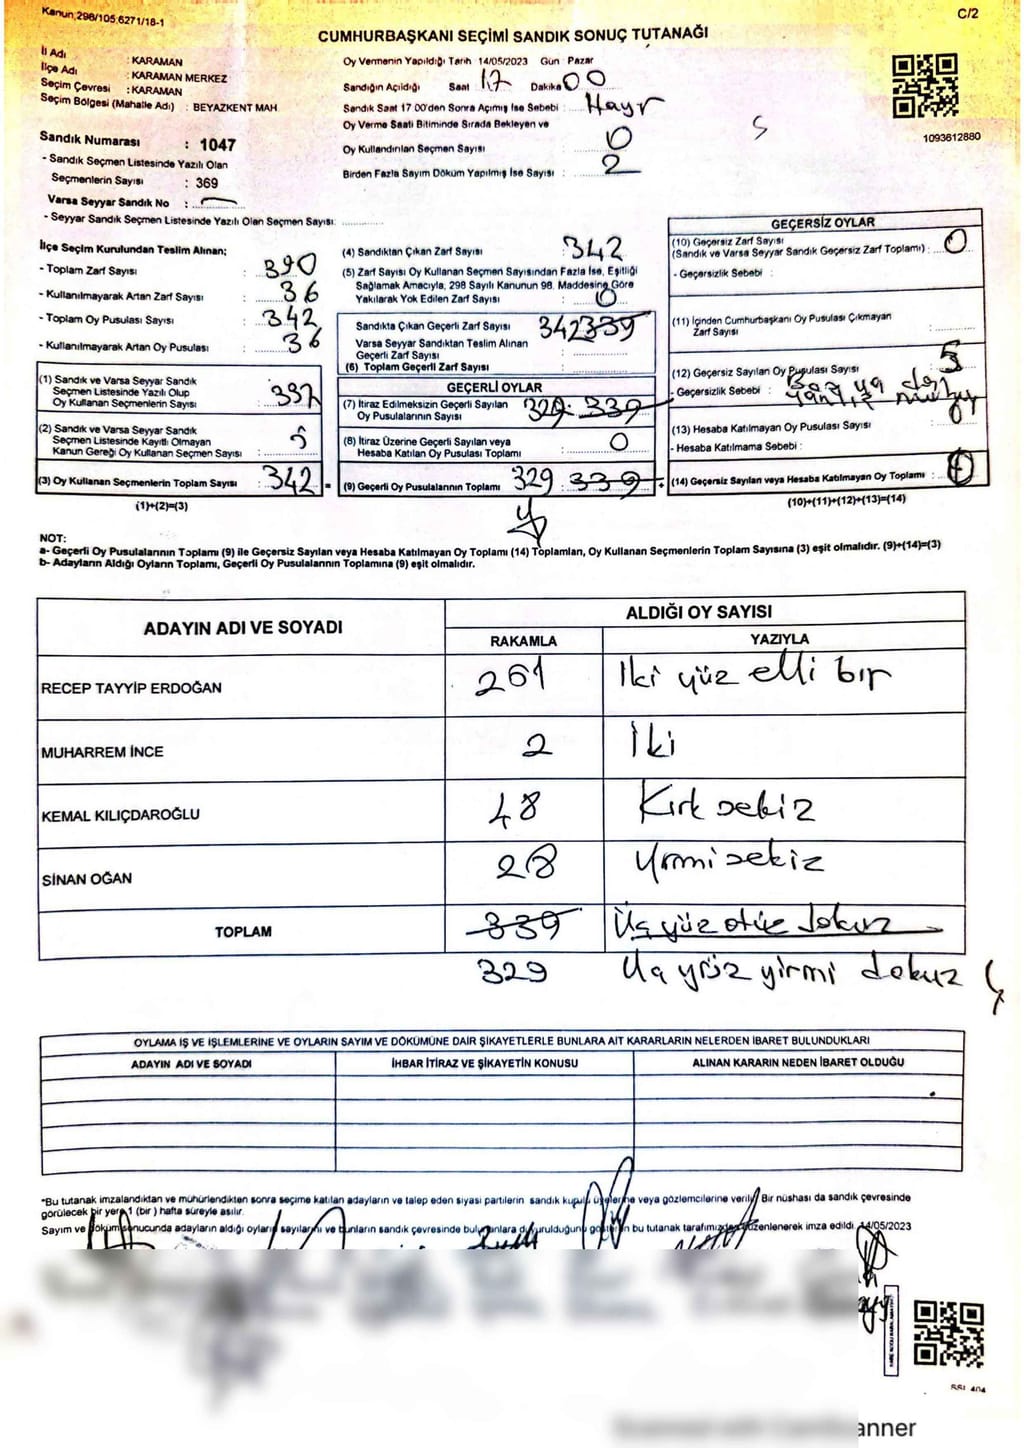 Kanun;298/105,6271/18-1
C/2
CUMHURBAŞKANI SEÇİMİ SANDIK SONUÇ TUTANAĞI
İl Adı : KARAMAN
İlçe Adı : KARAMAN MERKEZ
Seçim Çevresi : KARAMAN
Seçim Bölgesi (Mahalle Adı) : BEYAZKENT MAH
Sandık Numarası : 1047
- Sandık Seçmen Listesinde Yazılı Olan
Seçmenlerin Sayısı : 369
Varsa Seyyar Sandık No :
- Seyyar Sandık Seçmen Listesinde Yazılı Olan Seçmen Sayısı:
Oy Vermenin Yapıldığı Tarih 14/05/2023 Gün Pazar
Sandığın Açıldığı Saat 17 Dakika 00
Sandık Saat 17 00'den Sonra Açımış İse Sebebi : Hayr
Oy Verme Saati Bitiminde Sırada Bekleyen ve
Oy Kullandırılan Seçmen Sayısı : 0
Birden Fazla Sayım Döküm Yapılmış İse Sayısı : 2
1093612880
İlçe Seçim Kurulundan Teslim Alınan;
- Toplam Zarf Sayısı : 390
- Kullanılmayarak Artan Zarf Sayısı : 36
- Toplam Oy Pusulası Sayısı : 342
- Kullanılmayarak Artan Oy Pusulası : 36
(1) Sandık ve Varsa Seyyar Sandık
Seçmen Listesinde Yazılı Olup
Oy Kullanan Seçmenlerin Sayısı : 337
(2) Sandık ve Varsa Seyyar Sandık
Seçmen Listesinde Kayıtlı Olmayan
Kanun Gereği Oy Kullanan Seçmen Sayısı : 5
(3) Oy Kullanan Seçmenlerin Toplam Sayısı : 342
(1)+(2)=(3)
(4) Sandıktan Çıkan Zarf Sayısı : 342
(5) Zarf Sayısı Oy Kullanan Seçmen Sayısından Fazla İse, Eşitliği
Sağlamak Amacıyla, 298 Sayılı Kanunun 98. Maddesine Göre
Yakılarak Yok Edilen Zarf Sayısı : 0
Sandıkta Çıkan Geçerli Zarf Sayısı 342 339
Varsa Seyyar Sandıktan Teslim Alınan
Geçerli Zarf Sayısı
(6) Toplam Geçerli Zarf Sayısı :
GEÇERLİ OYLAR
(7) İtiraz Edilmeksizin Geçerli Sayılan 329 339
Oy Pusulalarının Sayısı
(8) İtiraz Üzerine Geçerli Sayılan veya : 0
Hesaba Katılan Oy Pusulası Toplamı
(9) Geçerli Oy Pusulalarının Toplamı 329 339
GEÇERSİZ OYLAR
(10) Geçersiz Zarf Sayısı
(Sandık ve Varsa Seyyar Sandık Geçersiz Zarf Toplamı) : 0
- Geçersizlik Sebebi :
(11) İçinden Cumhurbaşkanı Oy Pusulası Çıkmayan
Zarf Sayısı :
(12) Geçersiz Sayılan Oy Pusulası Sayısı :
- Geçersizlik Sebebi :
(13) Hesaba Katılmayan Oy Pusulası Sayısı
- Hesaba Katılmama Sebebi :
(14) Geçersiz Sayılan veya Hesaba Katılmayan Oy Toplamı :
(10)+(11)+(12)+(13)=(14)
NOT:
a- Geçerli Oy Pusulalarının Toplamı (9) ile Geçersiz Sayılan veya Hesaba Katılmayan Oy Toplamı (14) Toplamları, Oy Kullanan Seçmenlerin Toplam Sayısına (3) eşit olmalıdır. (9)+(14)=(3)
b- Adayların Aldığı Oyların Toplamı, Geçerli Oy Pusulalarının Toplamına (9) eşit olmalıdır.
ADAYIN ADI VE SOYADI ALDIĞI OY SAYISI
RAKAMLA YAZIYLA
RECEP TAYYİP ERDOĞAN 261 İki yüz elli bir
MUHARREM İNCE 2 İki
KEMAL KILIÇDAROĞLU 48 Kırk sekiz
SİNAN OĞAN 28 Yirmi sekiz
TOPLAM 339 Üç yüz otuz dokuz
329 Üç yüz yirmi dokuz
OYLAMA İŞ VE İŞLEMLERİNE VE OYLARIN SAYIM VE DÖKÜMÜNE DAİR ŞİKAYETLERLE BUNLARA AİT KARARLARIN NELERDEN İBARET BULUNDUKLARI
ADAYIN ADI VE SOYADI İHBAR İTİRAZ VE ŞİKAYETİN KONUSU ALINAN KARARIN NEDEN İBARET OLDUĞU
*Bu tutanak imzalandıktan ve mühürlendikten sonra seçime katılan adayların ve talep eden siyasi partilerin sandık kurulu üyelerine veya gözlemcilerine verilir. Bir nüshası da sandık çevresinde
görülecek bir yere 1 (bir) hafta süreyle asılır.
Sayım ve döküm sonucunda adayların aldığı oyların sayılarını ve bunların sandık çevresinde bulunanlara duyurulduğunu gösteren bu tutanak tarafımızdan düzenlenerek imza edildi. 14/05/2023